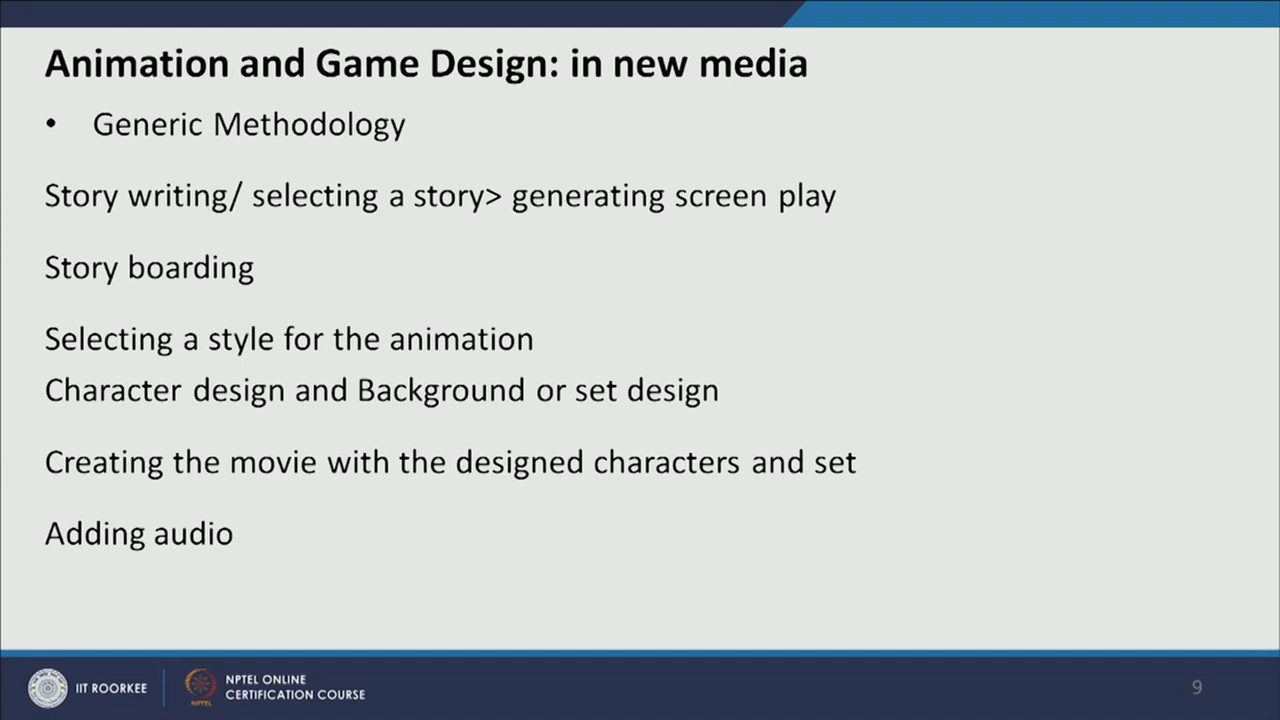 Animation and Game Design: in new media
• Generic Methodology
Story writing/ selecting a story> generating screen play
Story boarding
Selecting a style for the animation
Character design and Background or set design
Creating the movie with the designed characters and set
Adding audio
IIT ROORKEE
NPTEL
NPTEL ONLINE
CERTIFICATION COURSE
9